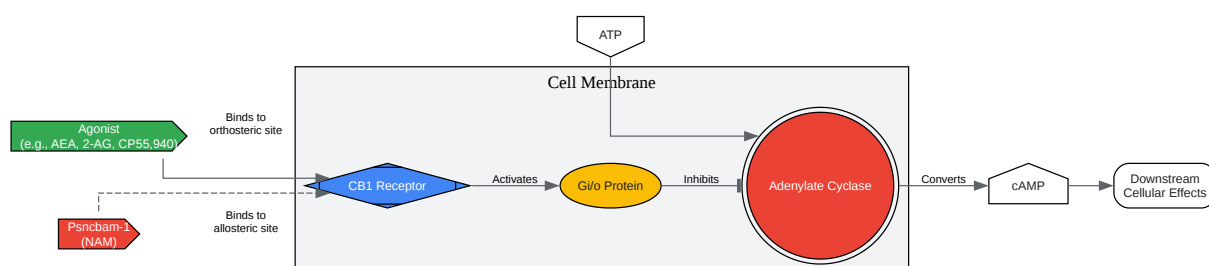 ATP
Cell Membrane
Agonist
(e.g., AEA, 2-AG, CP55,940)
Binds to
orthosteric site
CB1 Receptor
Activates
Gi/o Protein
Inhibits
Adenylate Cyclase
Converts
cAMP
Downstream
Cellular Effects
Psncbam-1
(NAM)
Binds to
allosteric site